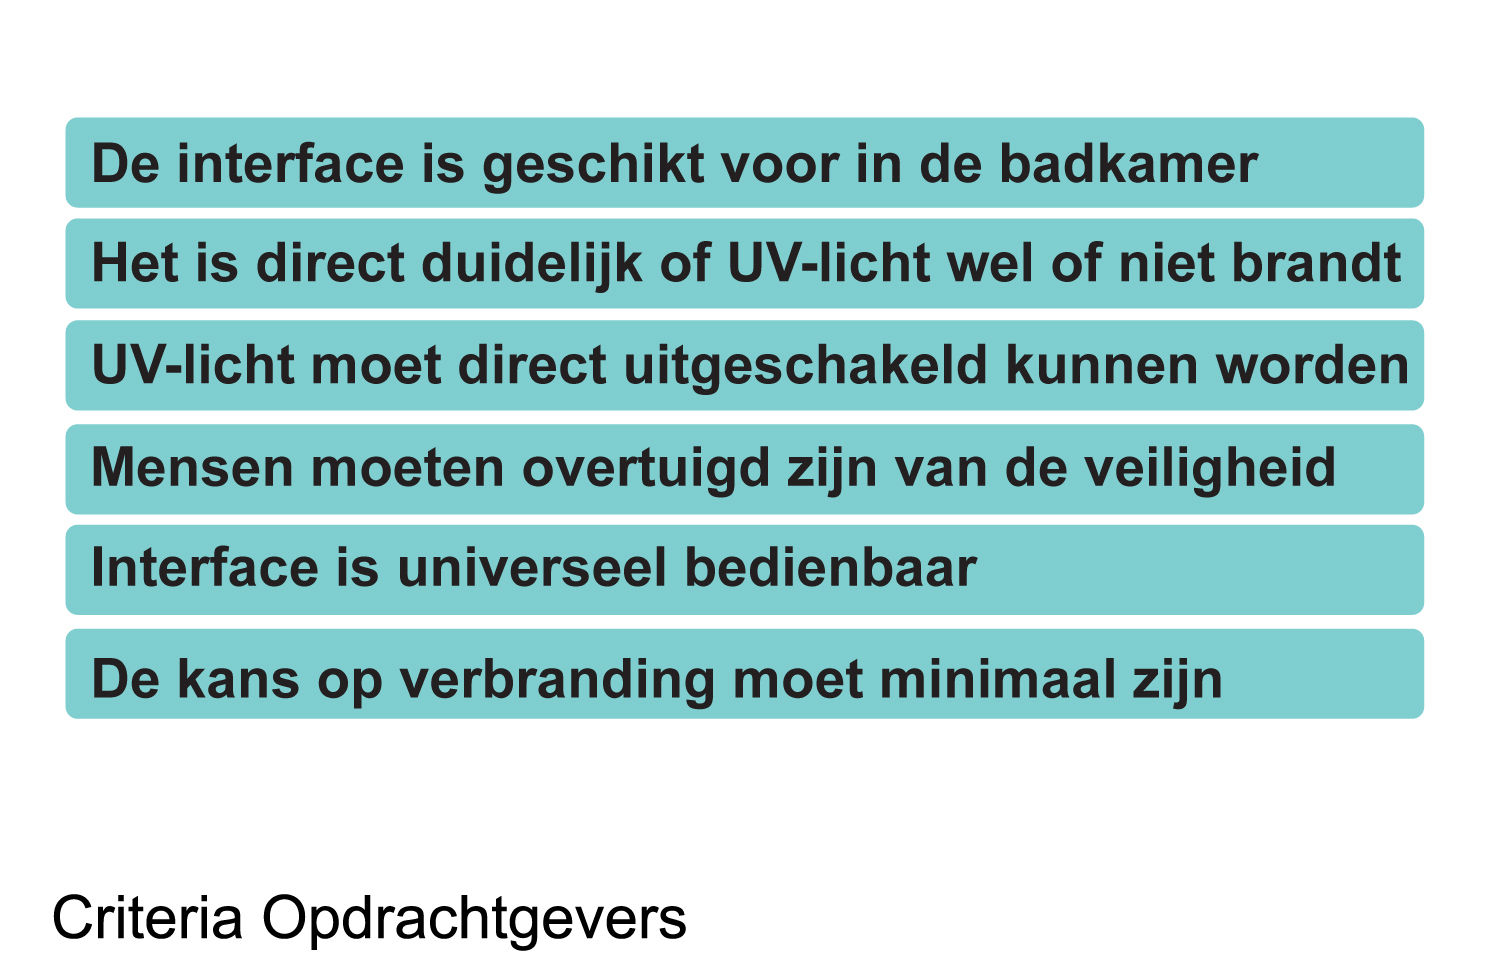 De interface is geschikt voor in de badkamer
Het is direct duidelijk of UV-licht wel of niet brandt
UV-licht moet direct uitgeschakeld kunnen worden
Mensen moeten overtuigd zijn van de veiligheid
Interface is universeel bedienbaar
De kans op verbranding moet minimaal zijn
Criteria Opdrachtgevers